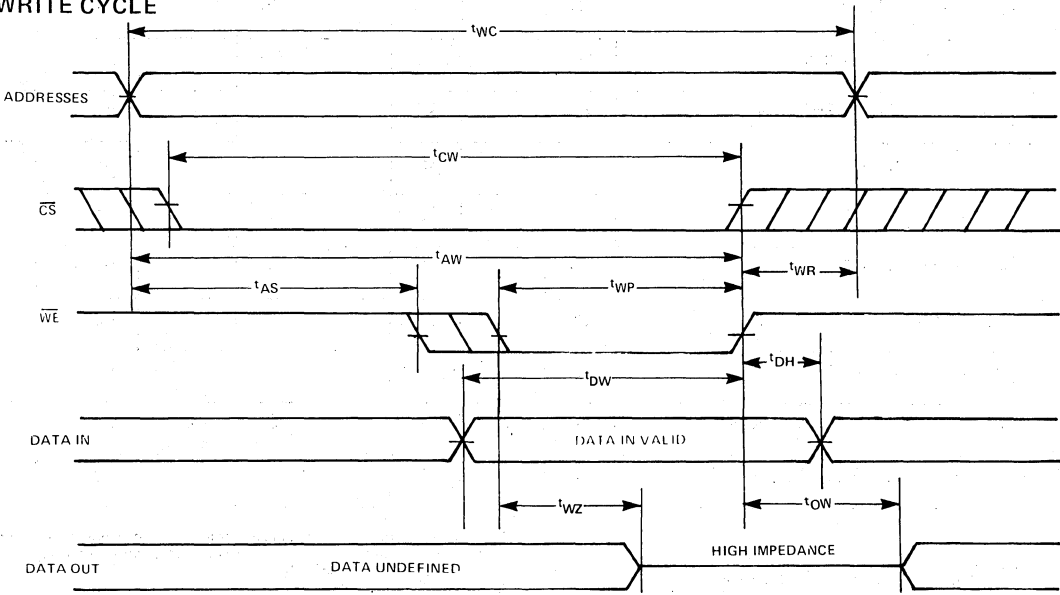 WRITE CYCLE
tWC
ADDRESSES
tCW
CS
tAW
tWR
tAS
tWP
WE
tDH
tDW
DATA IN
DATA IN VALID
tWZ
tOW
HIGH IMPEDANCE
DATA OUT
DATA UNDEFINED